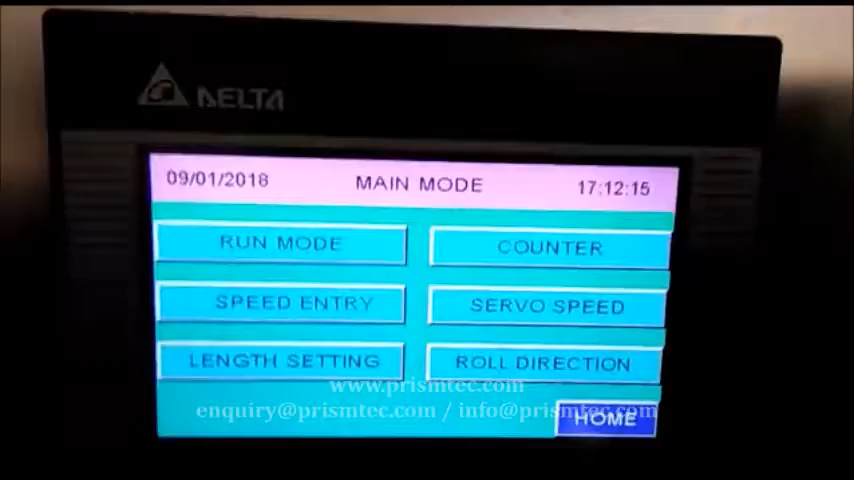 DELTA
09/01/2018 MAIN MODE 17:12:15
RUN MODE COUNTER
SPEED ENTRY SERVO SPEED
LENGTH SETTING ROLL DIRECTION
www.prismtec.com
enquiry@prismtec.com / info@prismtec.com
HOME